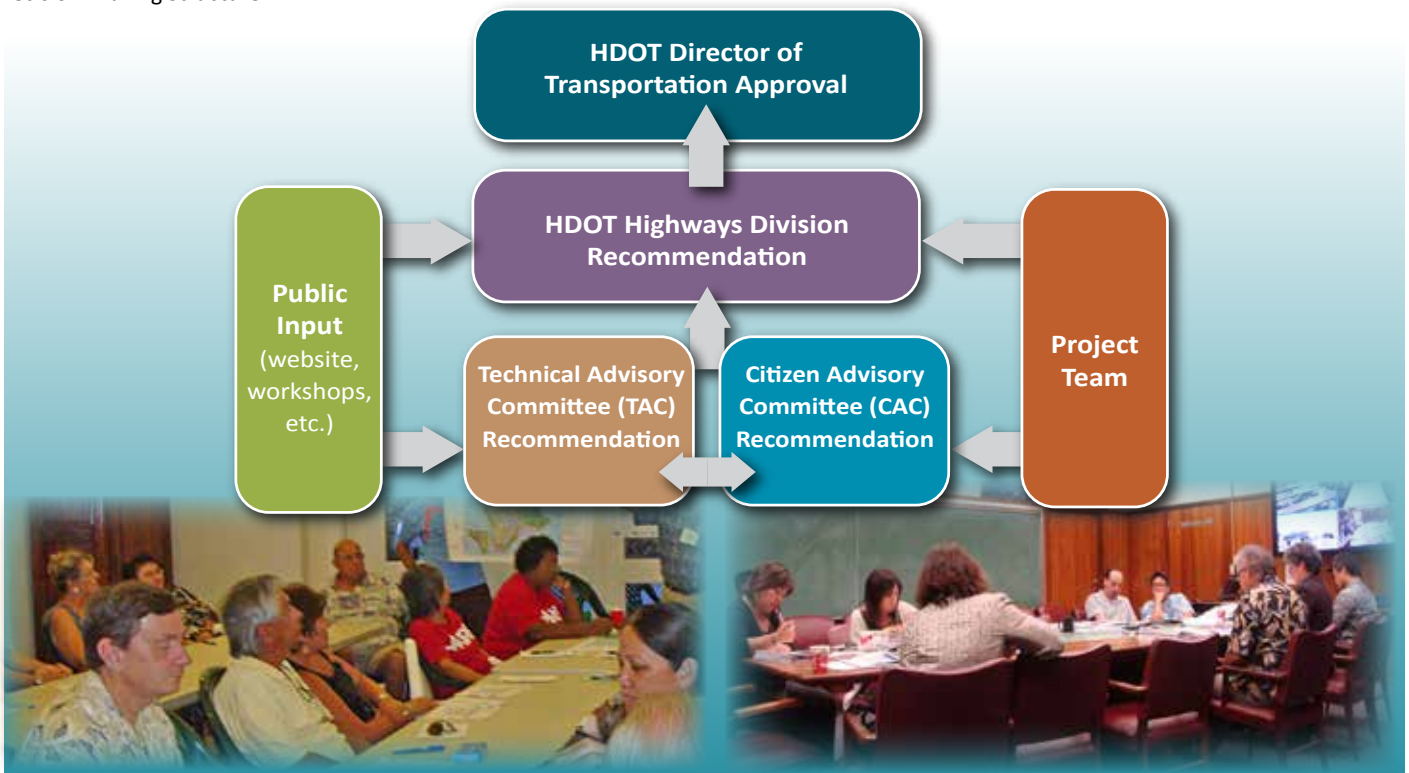 HDOT Director of
Transportation Approval
HDOT Highways Division
Recommendation
Public
Input
(website,
workshops,
etc.)
Technical Advisory
Committee (TAC)
Recommendation
Citizen Advisory
Committee (CAC)
Recommendation
Project
Team